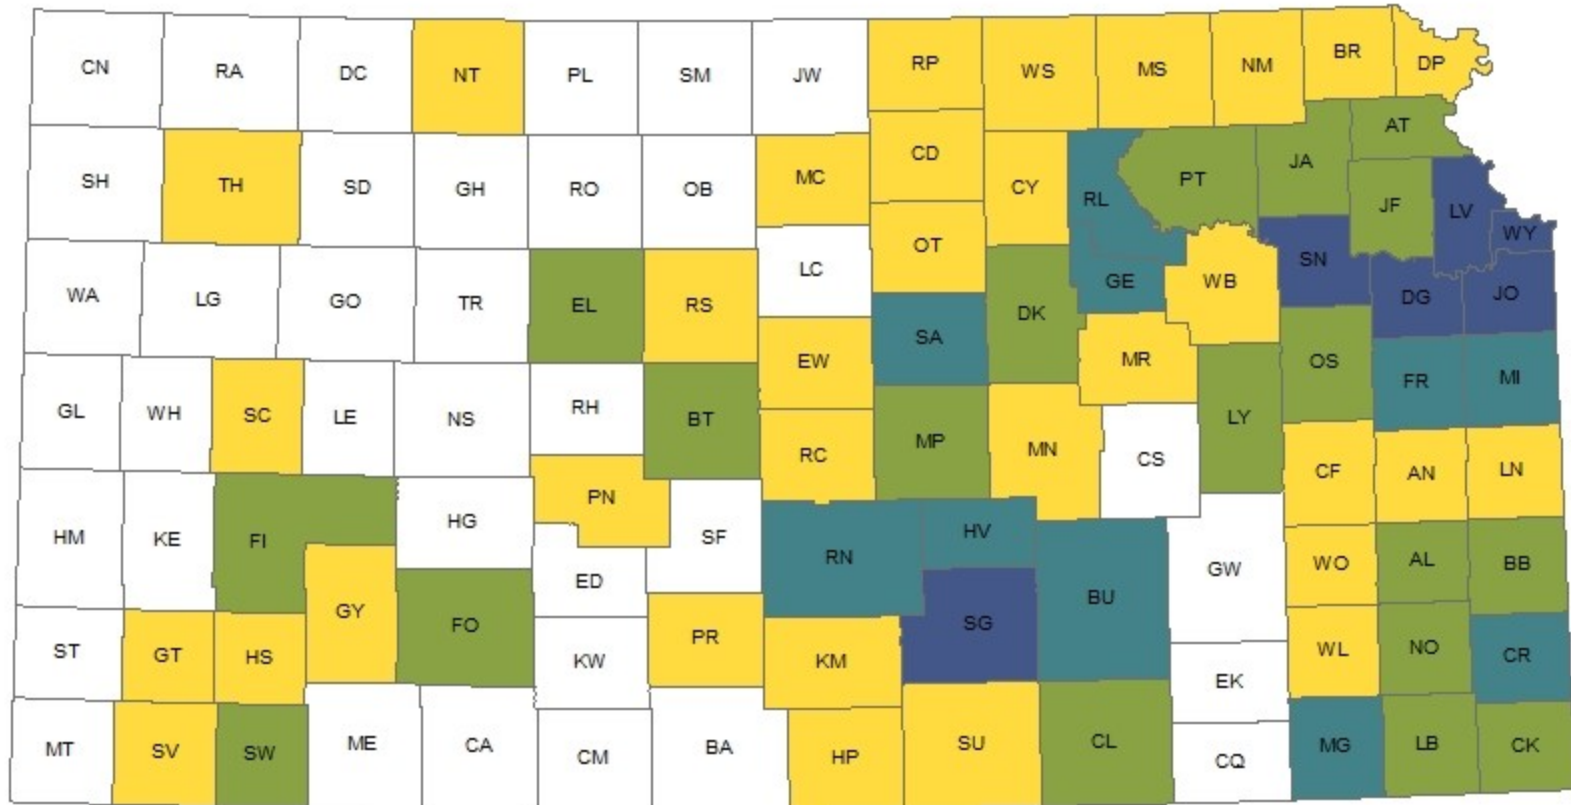 CN RA DC NT PL SM JW RP WS MS NM BR DP
SH TH SD GH RO OB MC CD CY RL PT JA AT
JF LV WY
WA LG GO TR EL RS LC OT GE WB SN DG JO
SA DK
GL WH SC LE NS RH BT EW MR OS FR MI
RC MP MN CS LY CF AN LN
HM KE FI HG PN SF RN HV GW WO AL BB
ED BU
ST GT HS GY FO KW PR KM SG EK WL NO CR
MT SV SW ME CA CM BA HP SU CL CQ MG LB CK